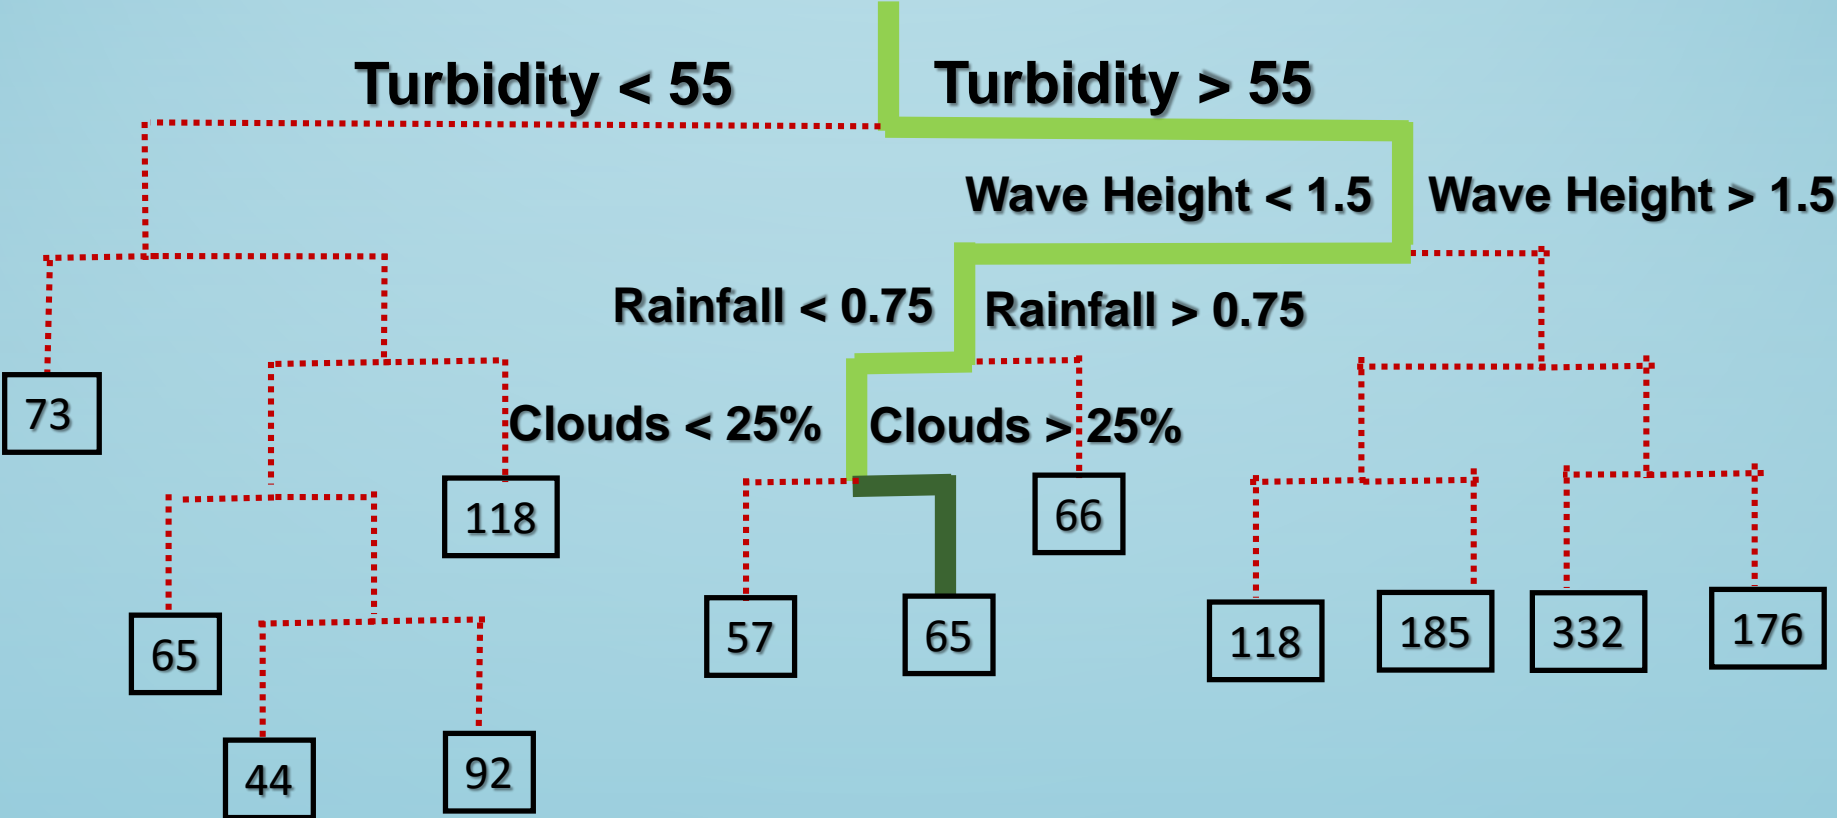 Turbidity < 55
Turbidity > 55
Wave Height < 1.5
Wave Height > 1.5
Rainfall < 0.75
Rainfall > 0.75
73
Clouds < 25%
Clouds > 25%
118
66
65
57
65
118
185
332
176
44
92